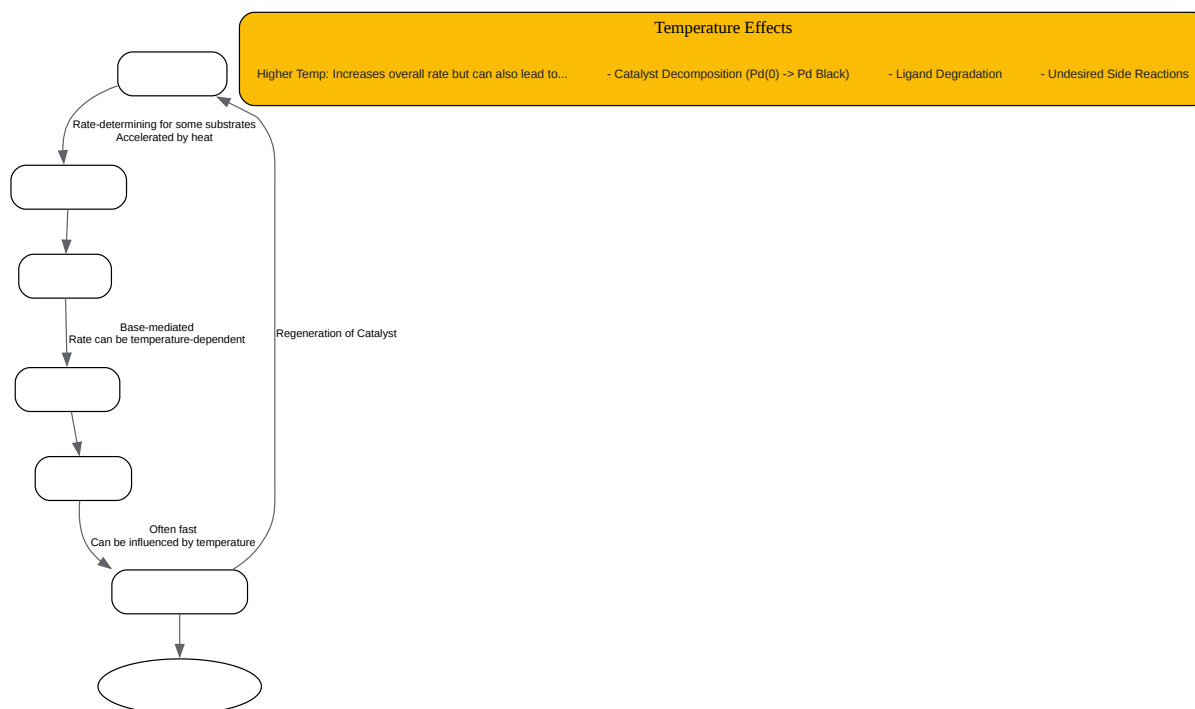 Temperature Effects
Higher Temp: Increases overall rate but can also lead to...
- Catalyst Decomposition (Pd(0) -> Pd Black)
- Ligand Degradation
- Undesired Side Reactions
Rate-determining for some substrates
Accelerated by heat
Base-mediated
Rate can be temperature-dependent
Regeneration of Catalyst
Often fast
Can be influenced by temperature